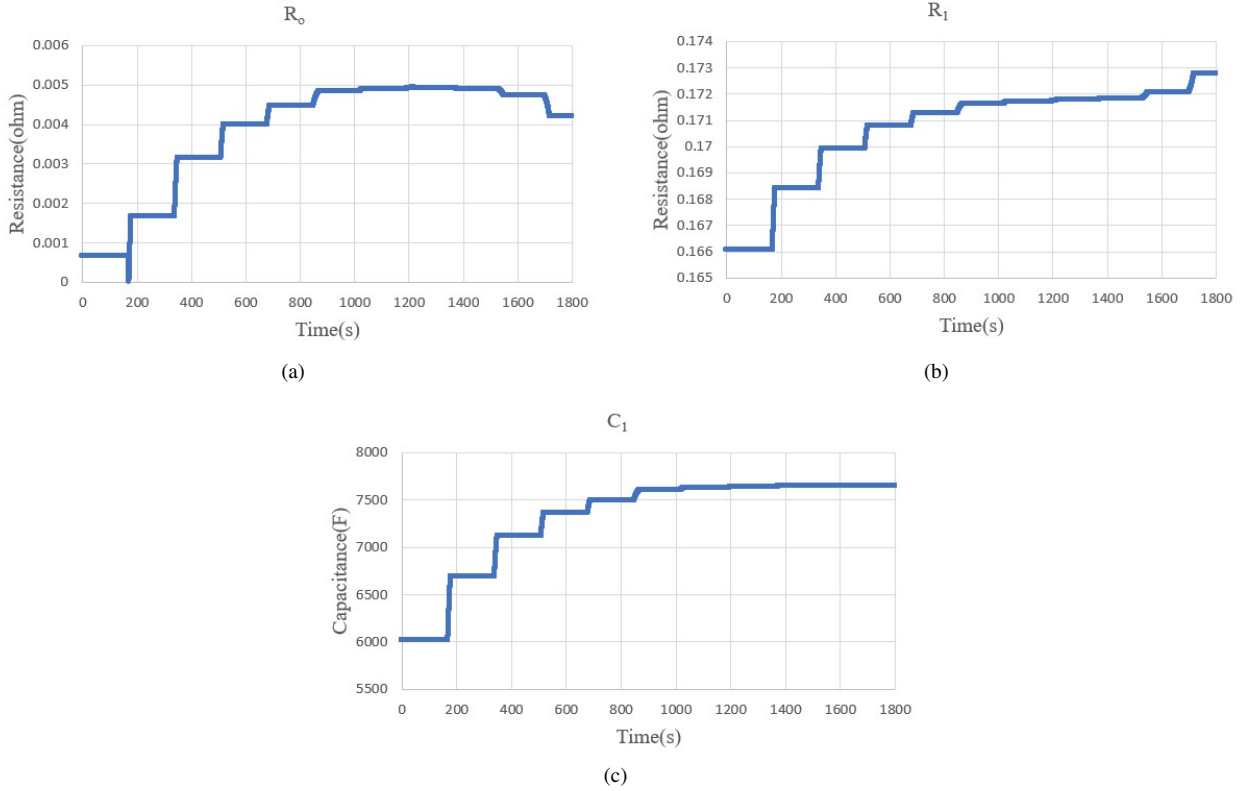 R₀
Resistance(ohm)
0.006
0.005
0.004
0.003
0.002
0.001
0
0 200 400 600 800 1000 1200 1400 1600 1800
Time(s)
(a)
R₁
Resistance(ohm)
0.174
0.173
0.172
0.171
0.17
0.169
0.168
0.167
0.166
0.165
0 200 400 600 800 1000 1200 1400 1600 1800
Time(s)
(b)
C₁
Capacitance(F)
8000
7500
7000
6500
6000
5500
0 200 400 600 800 1000 1200 1400 1600 1800
Time(s)
(c)